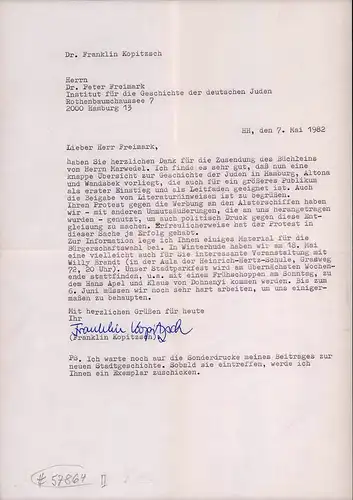 Dr. Franklin Kopitzsch
Herrn
Dr. Peter Freimark
Institut für die Geschichte der deutschen Juden
Rothenbaumchaussee 7
2000 Hamburg 13
HH, den 7. Mai 1982
Lieber Herr Freimark,
haben Sie herzlichen Dank für die Zusendung des Büchleins
von Herrn Marwedel. Ich finde es sehr gut, daß nun eine
knappe Übersicht zur Geschichte der Juden in Hamburg, Altona
und Wandsbek vorliegt, die auch für ein größeres Publikum
als erster Einstieg und als Leitfaden geeignet ist. Auch
die Beigabe von Literaturhinweisen ist zu begrüßen.
Ihren Protest gegen die Werbung an den Alsterschiffen haben
wir - mit anderen Unmutsäußerungen, die an uns herangetragen
wurden - genutzt, um auch politisch Druck gegen diese Ent-
gleisung zu machen. Erfreulicherweise hat der Protest in
dieser Sache je Erfolg gehabt.
Zur Information lege ich Ihnen einiges Material für die
Bürgerschaftswahl bei. In Winterhude haben wir am 18. Mai
eine vielleicht auch für Sie interessante Veranstaltung mit
Willy Brandt (in der Aula der Heinrich-Hertz-Schule, Grasweg
72, 20 Uhr). Unser Stadtparkfest wird am übernächsten Wochen-
ende stattfinden, u.a. mit einem Frühschoppen am Sonntag, zu
dem Hans Apel und Klaus von Dohnanyi kommen werden. Bis zum
6. Juni müssen wir noch sehr hart arbeiten, um uns einiger-
maßen zu behaupten.
Mit herzlichen Grüßen für heute
Ihr
Franklin Kopitzsch
(Franklin Kopitzsch)
PS. Ich warte noch auf die Sonderdrucke meines Beitrages zur
neuen Stadtgeschichte. Sobald sie eintreffen, werde ich
Ihnen ein Exemplar zuschicken.
# 57864 II